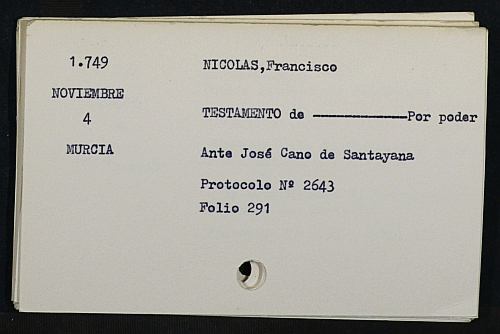 1.749
NOVIEMBRE
4
MURCIA
NICOLAS,Francisco
TESTAMENTO de ---------------Por poder
Ante José Cano de Santayana
Protocolo Nº 2643
Folio 291